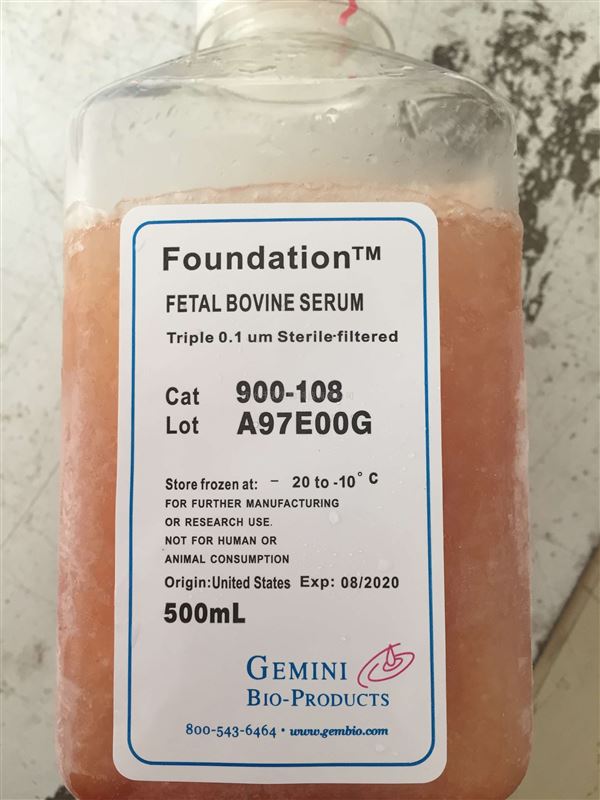 Foundation™
FETAL BOVINE SERUM
Triple 0.1 um Sterile-filtered
Cat 900-108
Lot A97E00G
Store frozen at: - 20 to -10° C
FOR FURTHER MANUFACTURING
OR RESEARCH USE.
NOT FOR HUMAN OR
ANIMAL CONSUMPTION
Origin:United States Exp: 08/2020
500mL
GEMINI
BIO-PRODUCTS
800-543-6464 • www.gembio.com